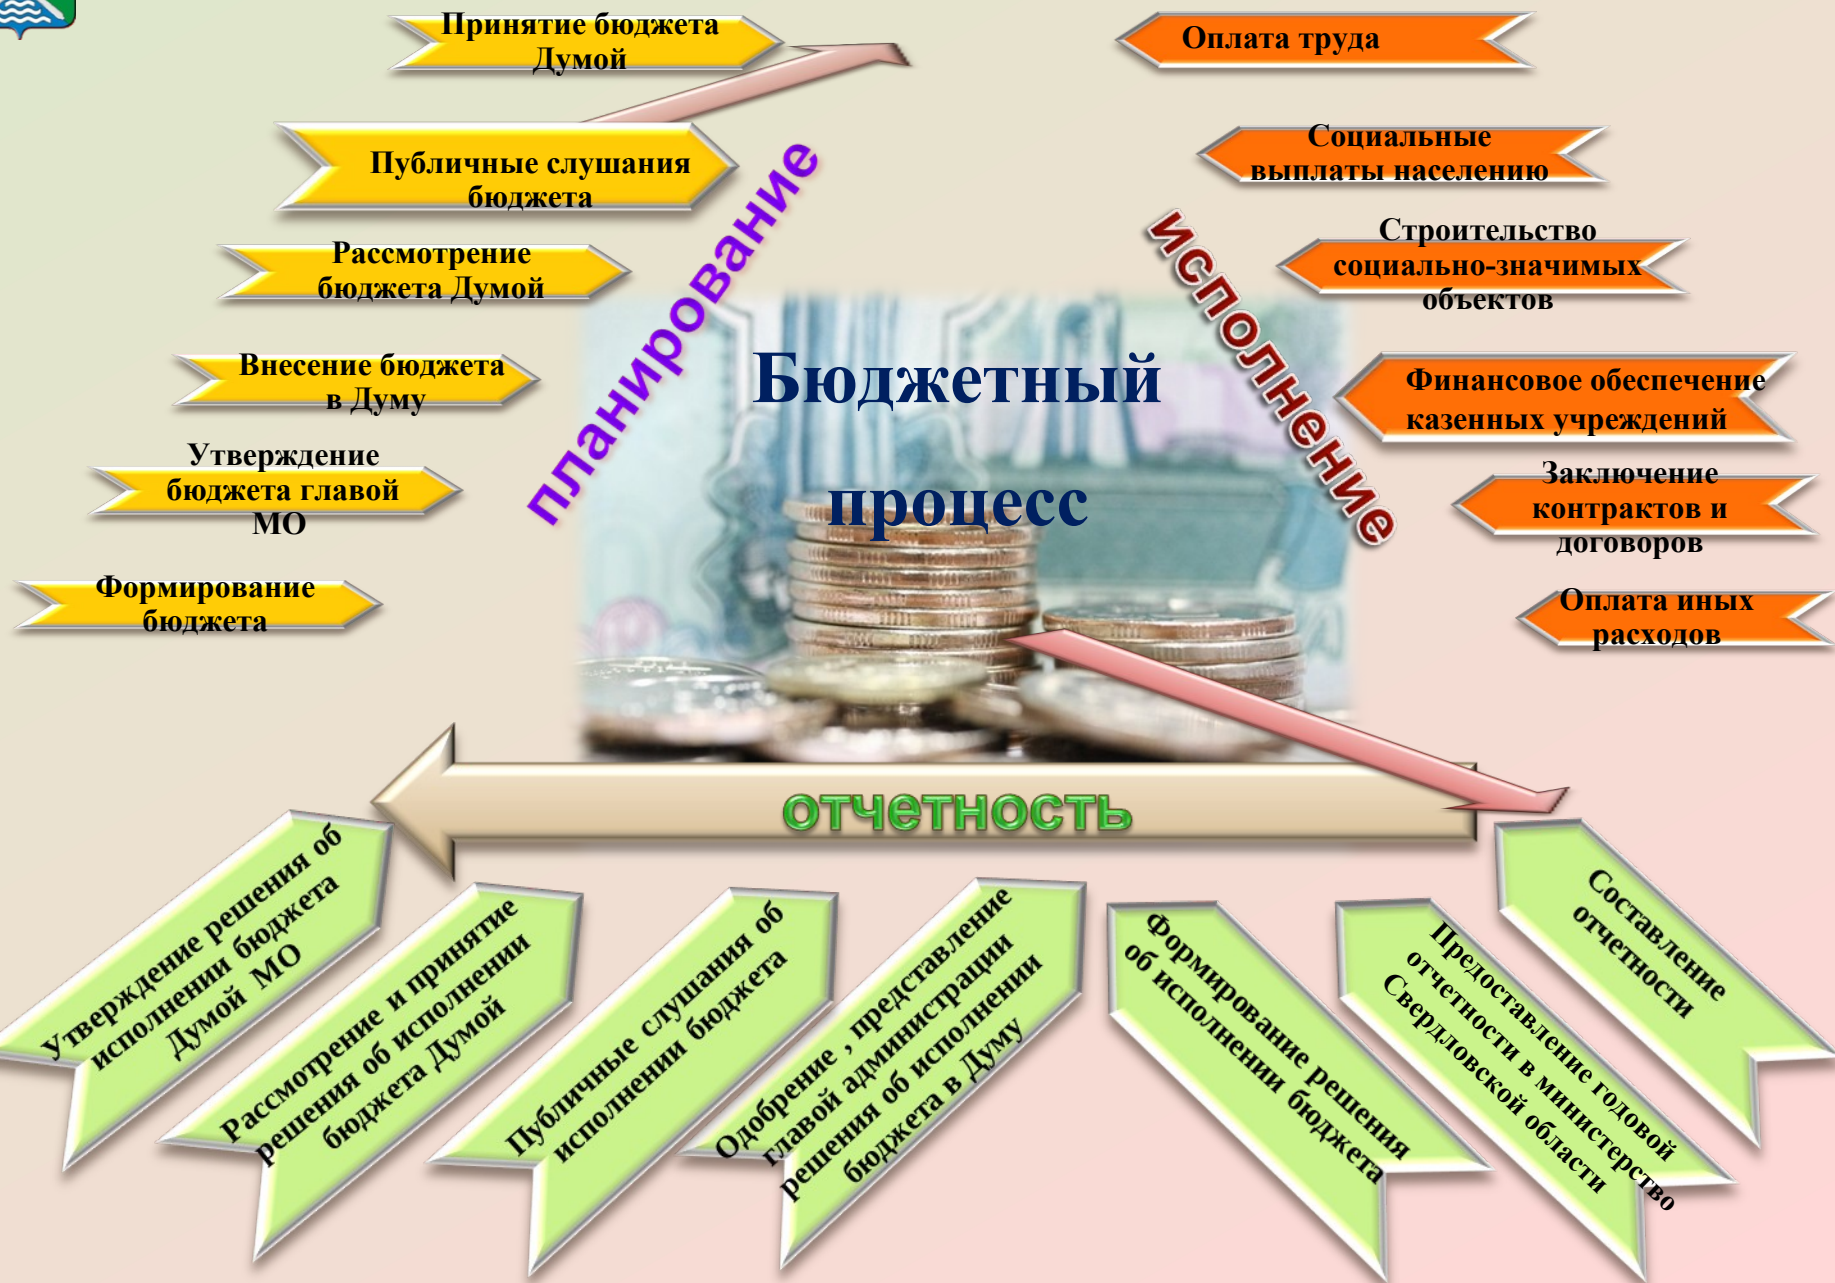 Принятие бюджета
Думой
Публичные слушания
бюджета
Рассмотрение
бюджета Думой
Внесение бюджета
в Думу
Утверждение
бюджета главой
МО
Формирование
бюджета
планирование
Бюджетный
процесс
исполнение
Оплата труда
Социальные
выплаты населению
Строительство
социально-значимых
объектов
Финансовое обеспечение
казенных учреждений
Заключение
контрактов и
договоров
Оплата иных
расходов
отчетность
Утверждение решения об
исполнении бюджета
Думой МО
Рассмотрение и принятие
решения об исполнении
бюджета Думой
Публичные слушания об
исполнении бюджета
Одобрение , представление
главой администрации
решения об исполнении
бюджета в Думу
Формирование решения
об исполнении бюджета
Предоставление годовой
отчетности в министерство
Свердловской области
Составление
отчетности